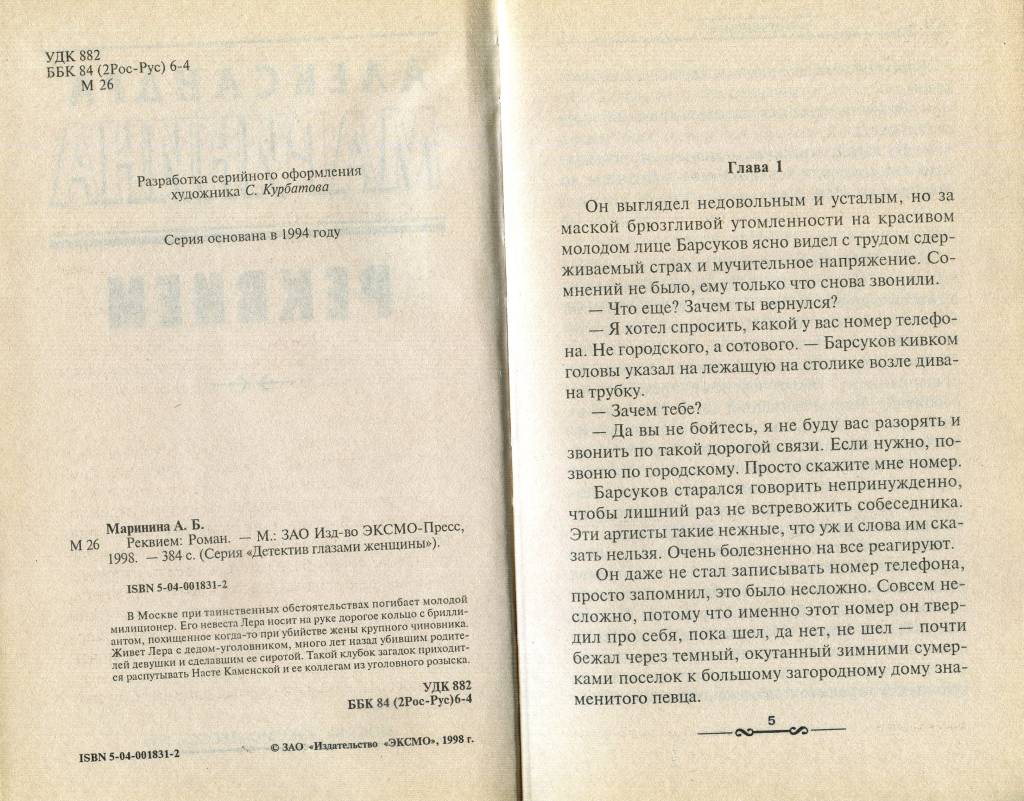 УДК 882
ББК 84 (2Рос-Рус) 6-4
М 26
Разработка серийного оформления
художника С. Курбатова
Серия основана в 1994 году
Маринина А. Б.
М 26 Реквием: Роман. — М.: ЗАО Изд-во ЭКСМО-Пресс,
1998. — 384 с. (Серия «Детектив глазами женщины»).
ISBN 5-04-001831-2
В Москве при таинственных обстоятельствах погибает молодой
милиционер. Его невеста Лера носит на руке дорогое кольцо с брилли-
антом, похищенное когда-то при убийстве жены крупного чиновника.
Живет Лера с дедом-уголовником, много лет назад убившим родите-
лей девушки и сделавшим ее сиротой. Такой клубок загадок приходит-
ся распутывать Насте Каменской и ее коллегам из уголовного розыска.
УДК 882
ББК 84 (2Рос-Рус)6-4
ISBN 5-04-001831-2
© ЗАО «Издательство «ЭКСМО», 1998 г.
Глава 1
Он выглядел недовольным и усталым, но за
маской брюзгливой утомленности на красивом
молодом лице Барсуков ясно видел с трудом сдер-
живаемый страх и мучительное напряжение. Со-
мнений не было, ему только что снова звонили.
— Что еще? Зачем ты вернулся?
— Я хотел спросить, какой у вас номер телефо-
на. Не городского, а сотового. — Барсуков кивком
головы указал на лежащую на столике возле дива-
на трубку.
— Зачем тебе?
— Да вы не бойтесь, я не буду вас разорять и
звонить по такой дорогой связи. Если нужно, по-
звоню по городскому. Просто скажите мне номер.
Барсуков старался говорить непринужденно,
чтобы лишний раз не встревожить собеседника.
Эти артисты такие нежные, что уж и слова им ска-
зать нельзя. Очень болезненно на все реагируют.
Он даже не стал записывать номер телефона,
просто запомнил, это было несложно. Совсем не-
сложно, потому что именно этот номер он твер-
дил про себя, пока шел, да нет, не шел — почти
бежал через темный, окутанный зимними сумер-
ками поселок к большому загородному дому зна-
менитого певца.
5